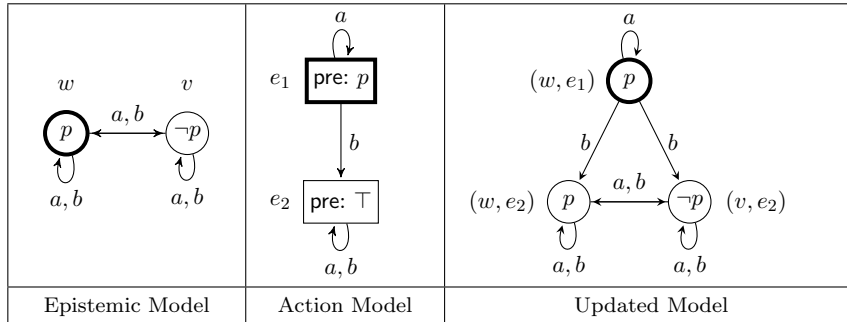 w
v
p
a, b
¬p
a, b
a, b
a
e₁
pre: p
b
e₂
pre: ⊤
a, b
a
(w, e₁)
p
b
b
(w, e₂)
p
a, b
¬p
(v, e₂)
a, b
a, b
Epistemic Model
Action Model
Updated Model